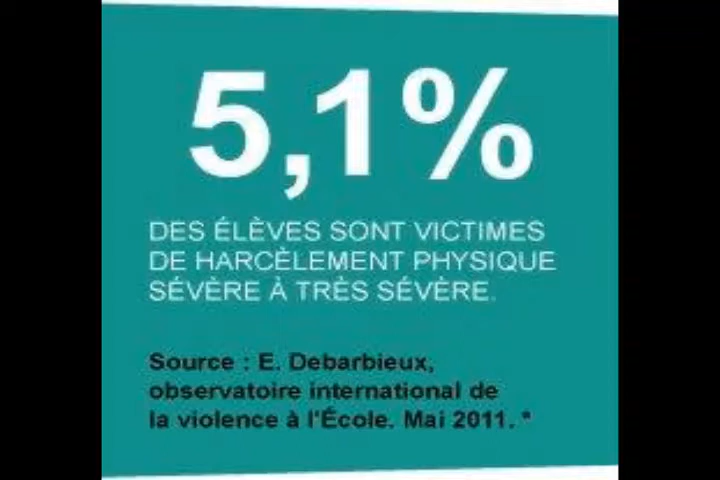 5,1%
DES ÉLÈVES SONT VICTIMES
DE HARCÈLEMENT PHYSIQUE
SÉVÈRE À TRÈS SÉVÈRE.
Source : E. Debarbieux,
observatoire international de
la violence à l'École. Mai 2011. *